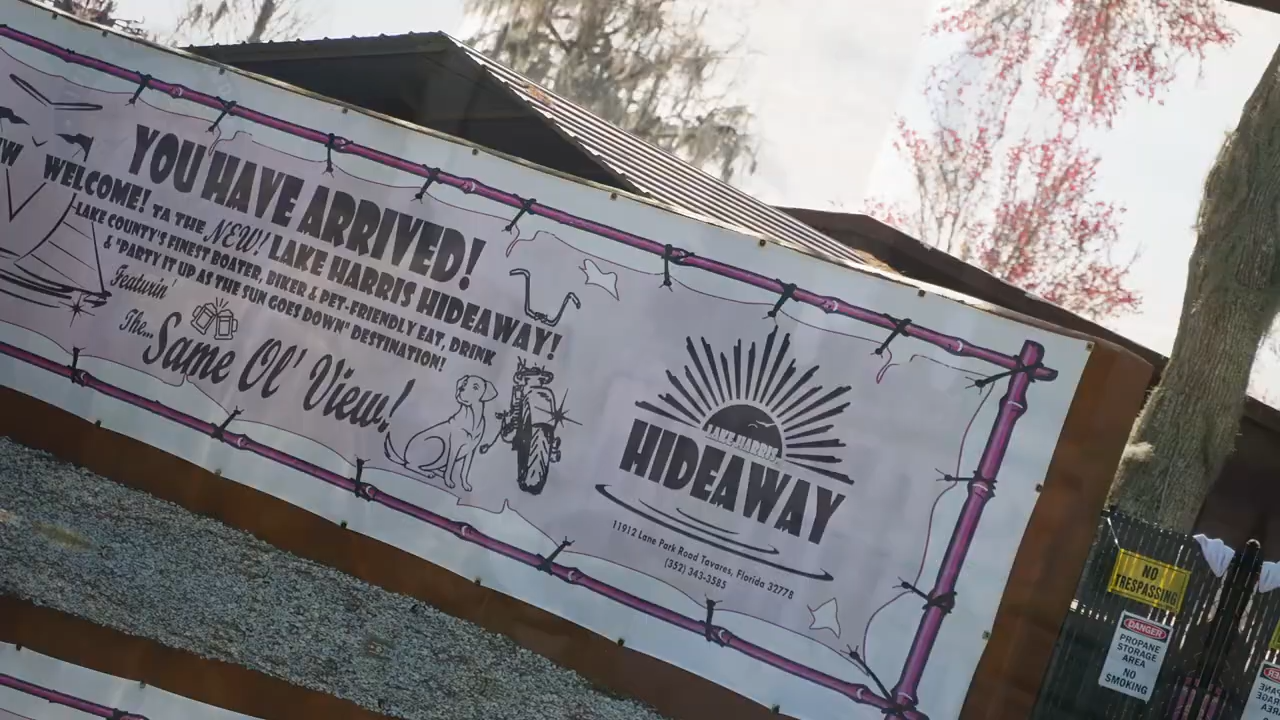 YOU HAVE ARRIVED!
WELCOME! TA THE NEW! LAKE HARRIS HIDEAWAY!
LAKE COUNTY'S FINEST BOATER, BIKER & PET-FRIENDLY EAT, DRINK
& "PARTY IT UP AS THE SUN GOES DOWN" DESTINATION!
Featurin'
The... Same Ol' View!
LAKE HARRIS
HIDEAWAY
11912 Lane Park Road Tavares, Florida 32778
(352) 343-3585
NO
TRESPASSING
DANGER
PROPANE
STORAGE
AREA
NO
SMOKING